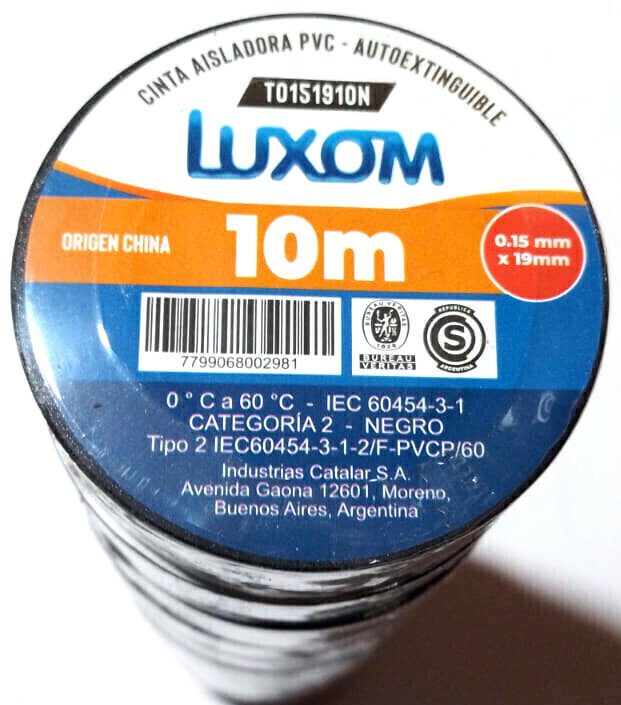 CINTA AISLADORA PVC - AUTOEXTINGUIBLE
T0151910N
LUXOM
ORIGEN CHINA
10m
0.15 mm
x 19mm
7799068002981
BUREAU VERITAS
1828
BUREAU
VERITAS
REPUBLICA
S
ARGENTINA
0 ° C a 60 °C - IEC 60454-3-1
CATEGORÍA 2 - NEGRO
Tipo 2 IEC60454-3-1-2/F-PVCP/60
Industrias Catalar S.A.
Avenida Gaona 12601, Moreno,
Buenos Aires, Argentina